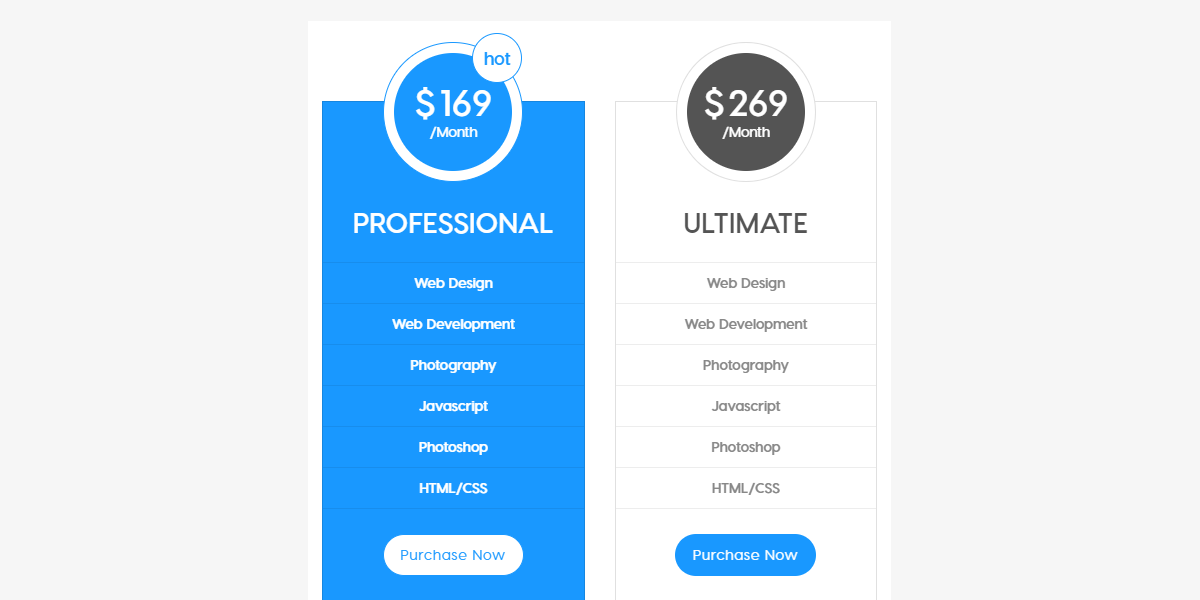 hot
$169
/Month
PROFESSIONAL
Web Design
Web Development
Photography
Javascript
Photoshop
HTML/CSS
Purchase Now
$269
/Month
ULTIMATE
Web Design
Web Development
Photography
Javascript
Photoshop
HTML/CSS
Purchase Now